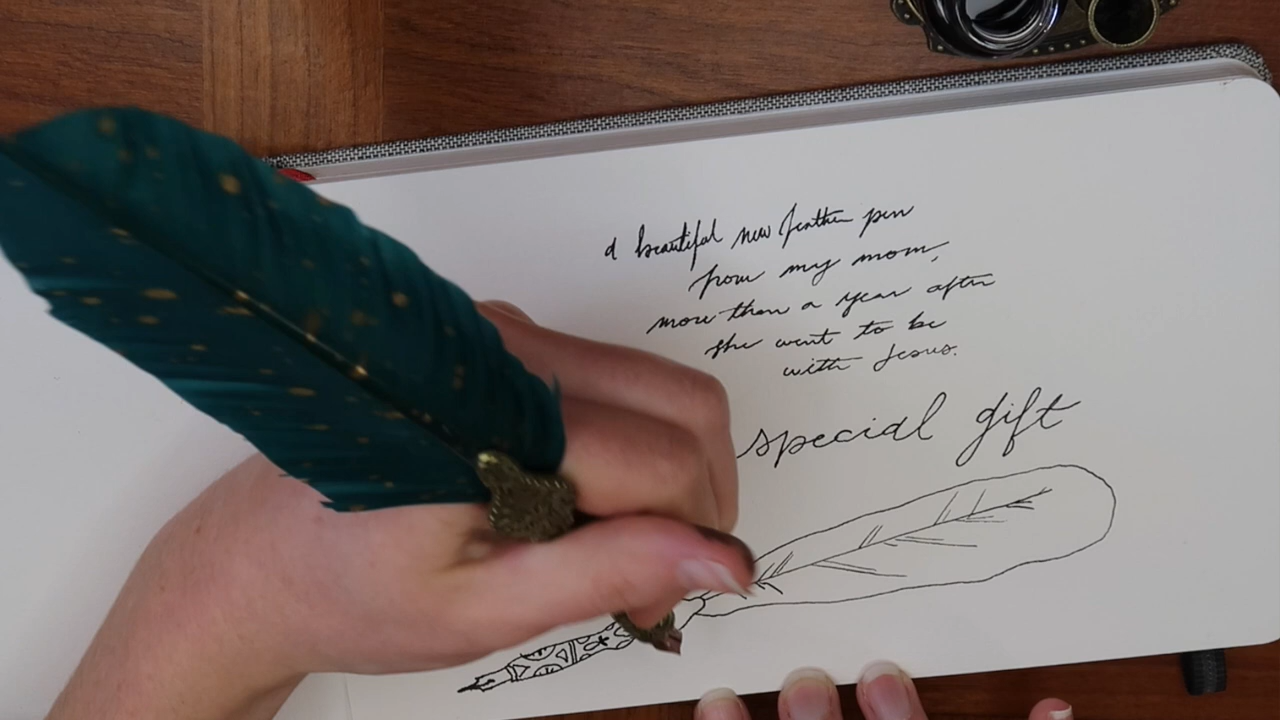 a beautiful new feather pen
from my mom,
more than a year after
she went to be
with Jesus.
special gift